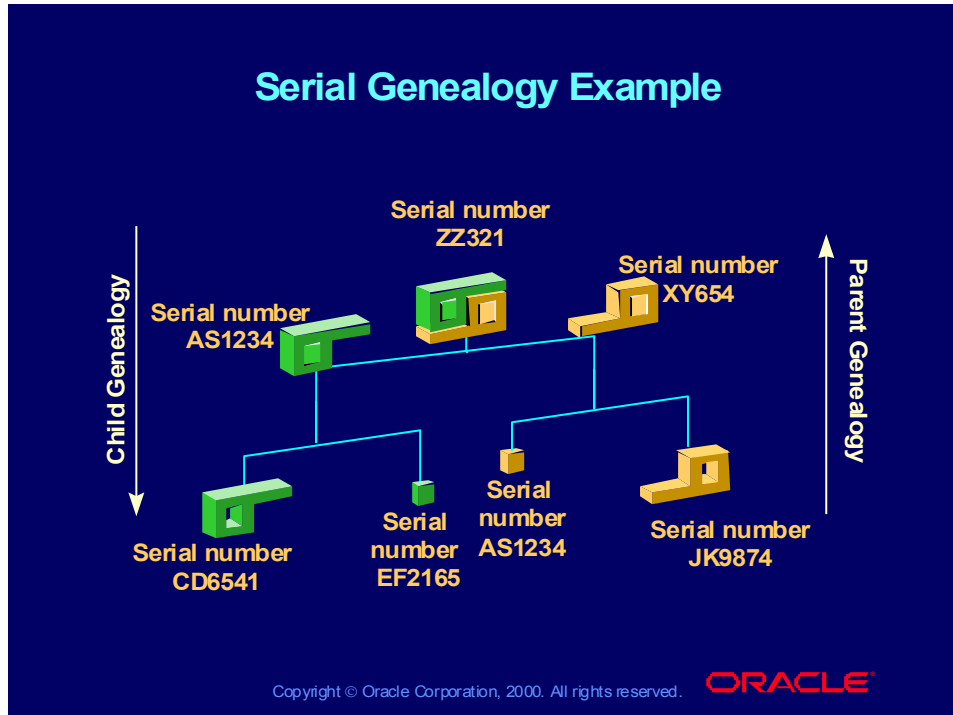 Serial Genealogy Example
Serial number
ZZ321
Serial number
XY654
Serial number
AS1234
Child Genealogy
Parent Genealogy
Serial number
CD6541
Serial
number
EF2165
Serial
number
AS1234
Serial number
JK9874
Copyright © Oracle Corporation, 2000. All rights reserved.
ORACLE®